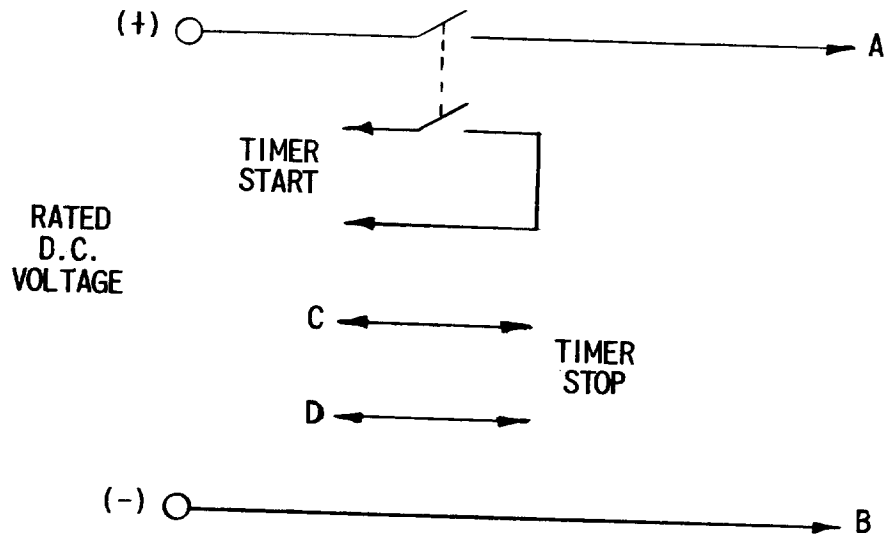 (+)
A
TIMER
START
RATED
D.C.
VOLTAGE
C
TIMER
STOP
D
(-)
B